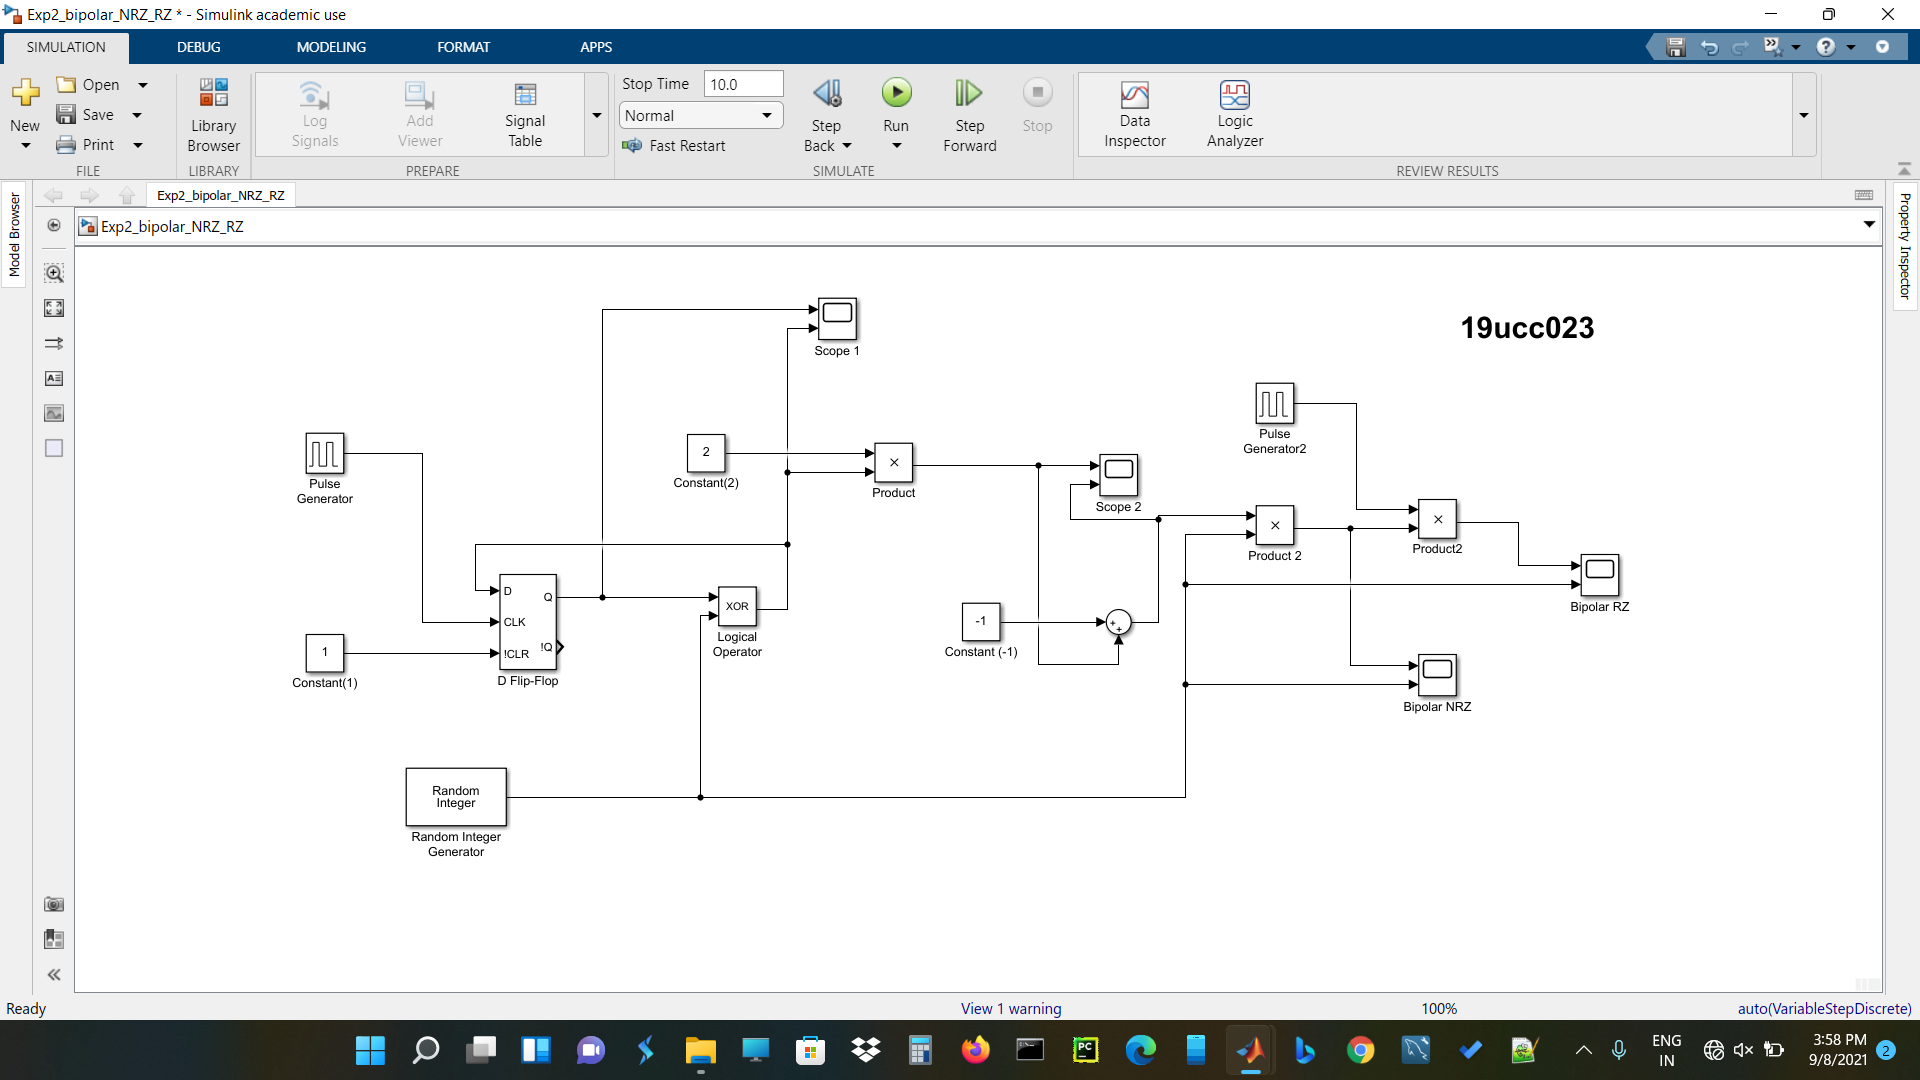 Exp2_bipolar_NRZ_RZ * - Simulink academic use
SIMULATION DEBUG MODELING FORMAT APPS
New
Open
Save
Print
FILE
Library
Browser
LIBRARY
Log
Signals
Add
Viewer
Signal
Table
PREPARE
Stop Time 10.0
Normal
Fast Restart
Step
Back
Run
Step
Forward
Stop
SIMULATE
Data
Inspector
Logic
Analyzer
REVIEW RESULTS
Model Browser
Exp2_bipolar_NRZ_RZ
Exp2_bipolar_NRZ_RZ
Property Inspector
19ucc023
Scope 1
Pulse
Generator2
Pulse
Generator
2
Constant(2)
×
Product
Scope 2
×
Product 2
×
Product2
Bipolar RZ
D
Q
CLK
!CLR
!Q
D Flip-Flop
XOR
Logical
Operator
-1
Constant (-1)
+
+
1
Constant(1)
Bipolar NRZ
Random
Integer
Random Integer
Generator
Ready
View 1 warning
100%
auto(VariableStepDiscrete)
PC
ENG
IN
3:58 PM
9/8/2021
2